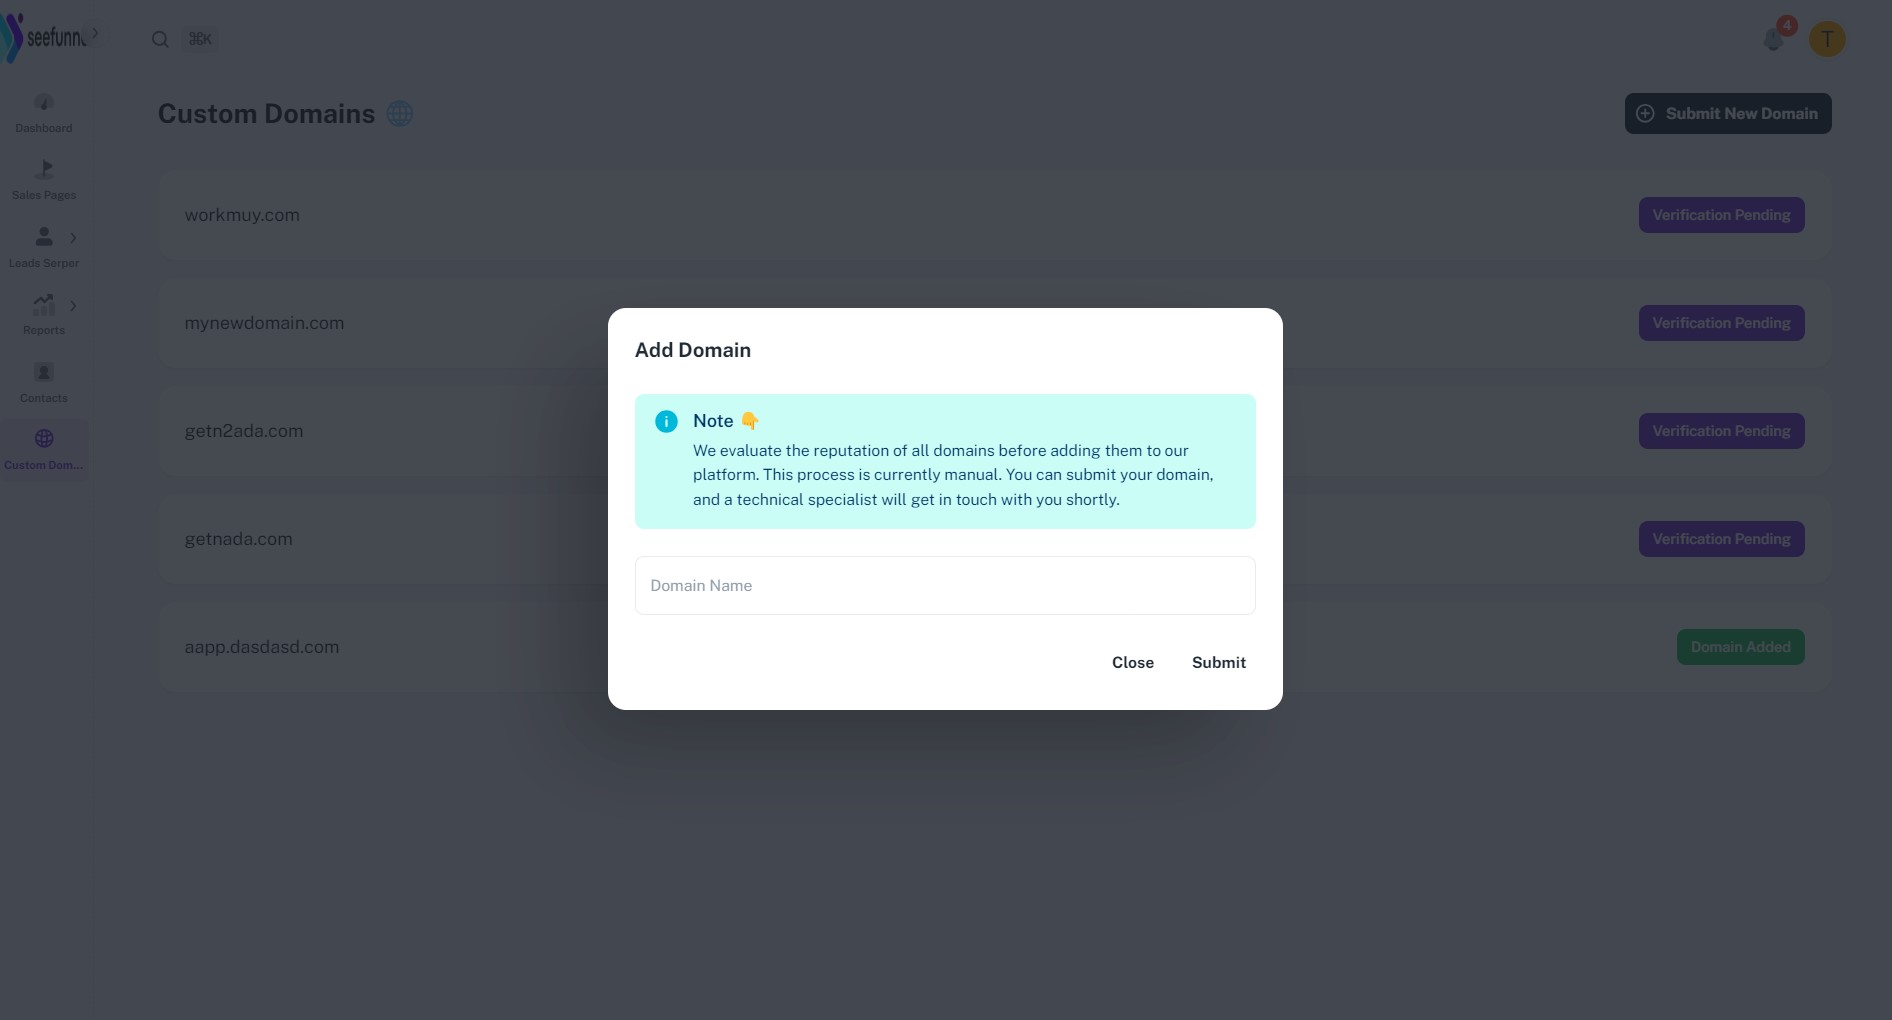 seefunn
⌘K
4
T
Dashboard
Sales Pages
Leads Serper
Reports
Contacts
Custom Dom...
Custom Domains
Submit New Domain
workmuy.com
Verification Pending
mynewdomain.com
Verification Pending
getn2ada.com
Verification Pending
getnada.com
Verification Pending
aapp.dasdasd.com
Domain Added
Add Domain
Note 👇
We evaluate the reputation of all domains before adding them to our
platform. This process is currently manual. You can submit your domain,
and a technical specialist will get in touch with you shortly.
Domain Name
Close
Submit